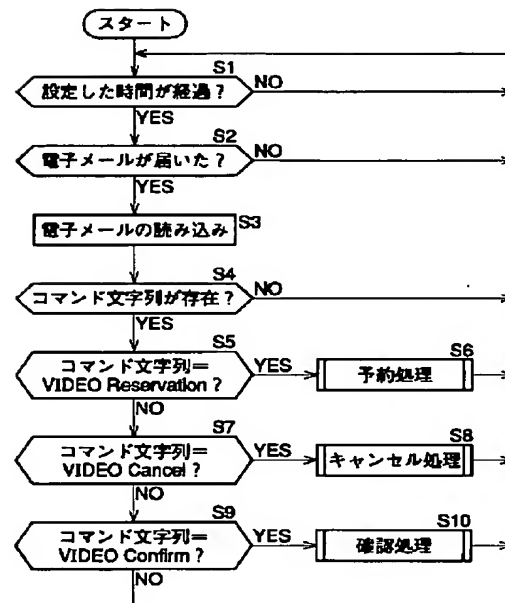 スタート
S1
設定した時間が経過?
NO
YES
S2
電子メールが届いた?
NO
YES
電子メールの読み込み
S3
S4
コマンド文字列が存在?
NO
YES
S5
コマンド文字列=
VIDEO Reservation?
YES
S6
予約処理
NO
S7
コマンド文字列=
VIDEO Cancel?
YES
S8
キャンセル処理
NO
S9
コマンド文字列=
VIDEO Confirm?
YES
S10
確認処理
NO